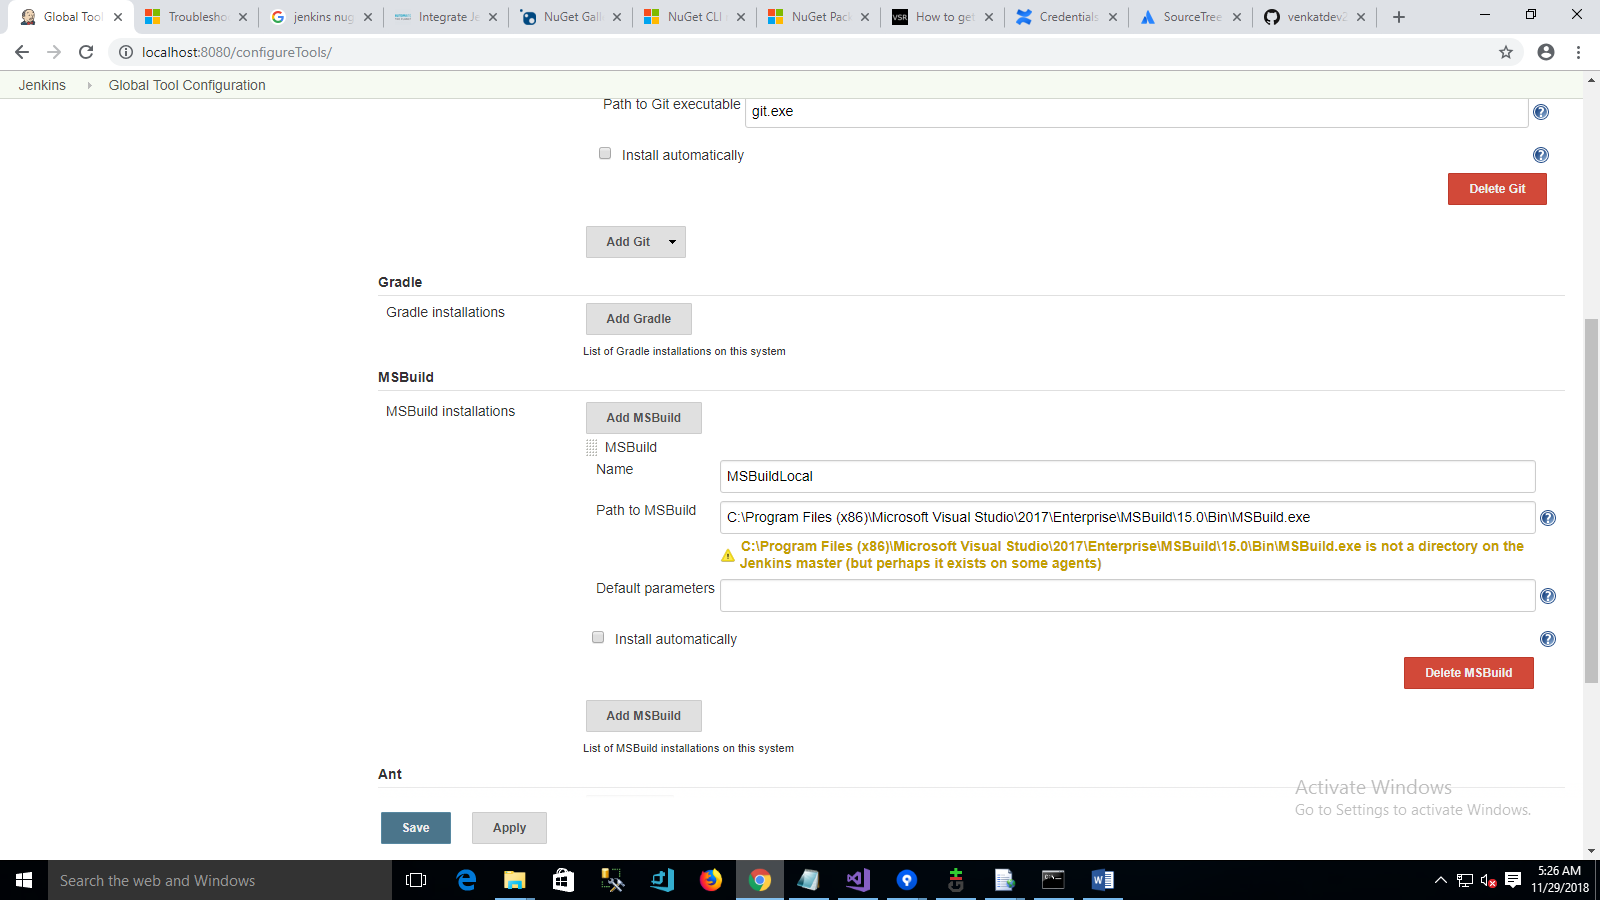 Global Tool
Troublesho
jenkins nug
Integrate Je
NuGet Gall
NuGet CLI
NuGet Pac
How to get
Credentials
SourceTree
venkatdev2
localhost:8080/configureTools/
Jenkins
Global Tool Configuration
Path to Git executable
git.exe
Install automatically
Delete Git
Add Git
Gradle
Gradle installations
Add Gradle
List of Gradle installations on this system
MSBuild
MSBuild installations
Add MSBuild
MSBuild
Name
MSBuildLocal
Path to MSBuild
C:\Program Files (x86)\Microsoft Visual Studio\2017\Enterprise\MSBuild\15.0\Bin\MSBuild.exe
C:\Program Files (x86)\Microsoft Visual Studio\2017\Enterprise\MSBuild\15.0\Bin\MSBuild.exe is not a directory on the
Jenkins master (but perhaps it exists on some agents)
Default parameters
Install automatically
Delete MSBuild
Add MSBuild
List of MSBuild installations on this system
Ant
Activate Windows
Go to Settings to activate Windows.
Save
Apply
Search the web and Windows
5:26 AM
11/29/2018